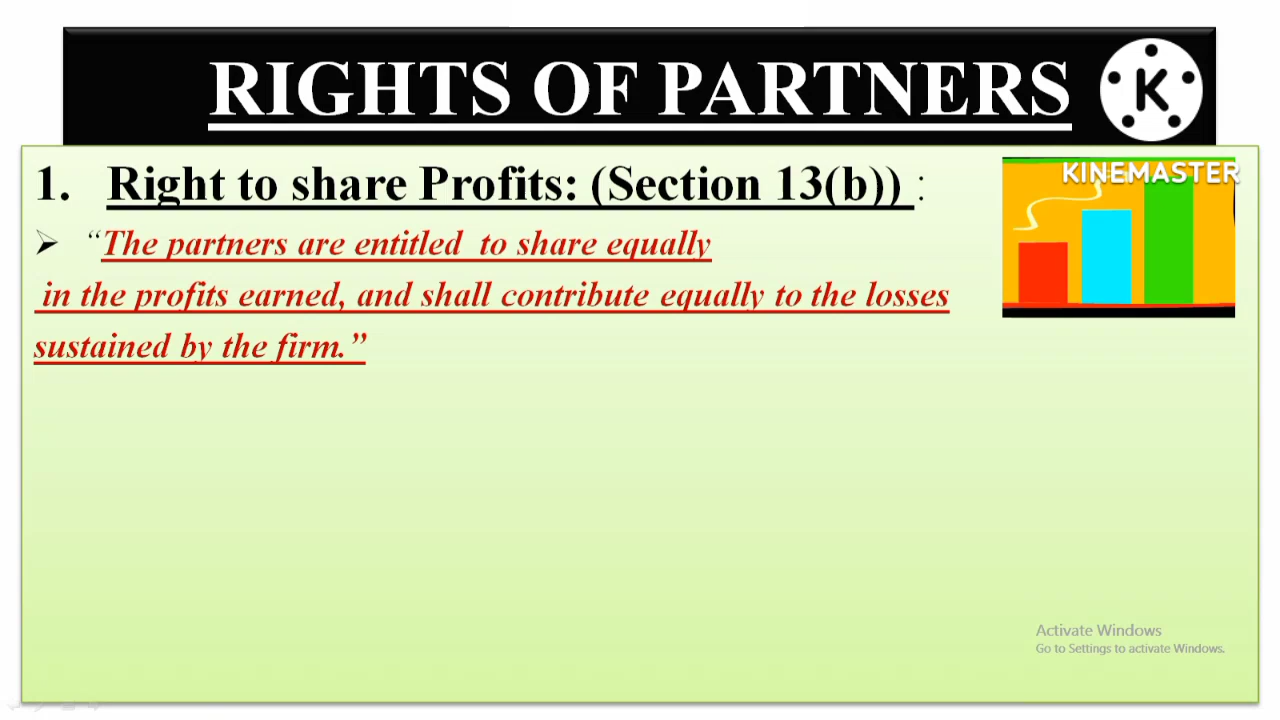 RIGHTS OF PARTNERS
K
1. Right to share Profits: (Section 13(b)) :
KINEMASTER
➢ “The partners are entitled to share equally
in the profits earned, and shall contribute equally to the losses
sustained by the firm.”
Activate Windows
Go to Settings to activate Windows.